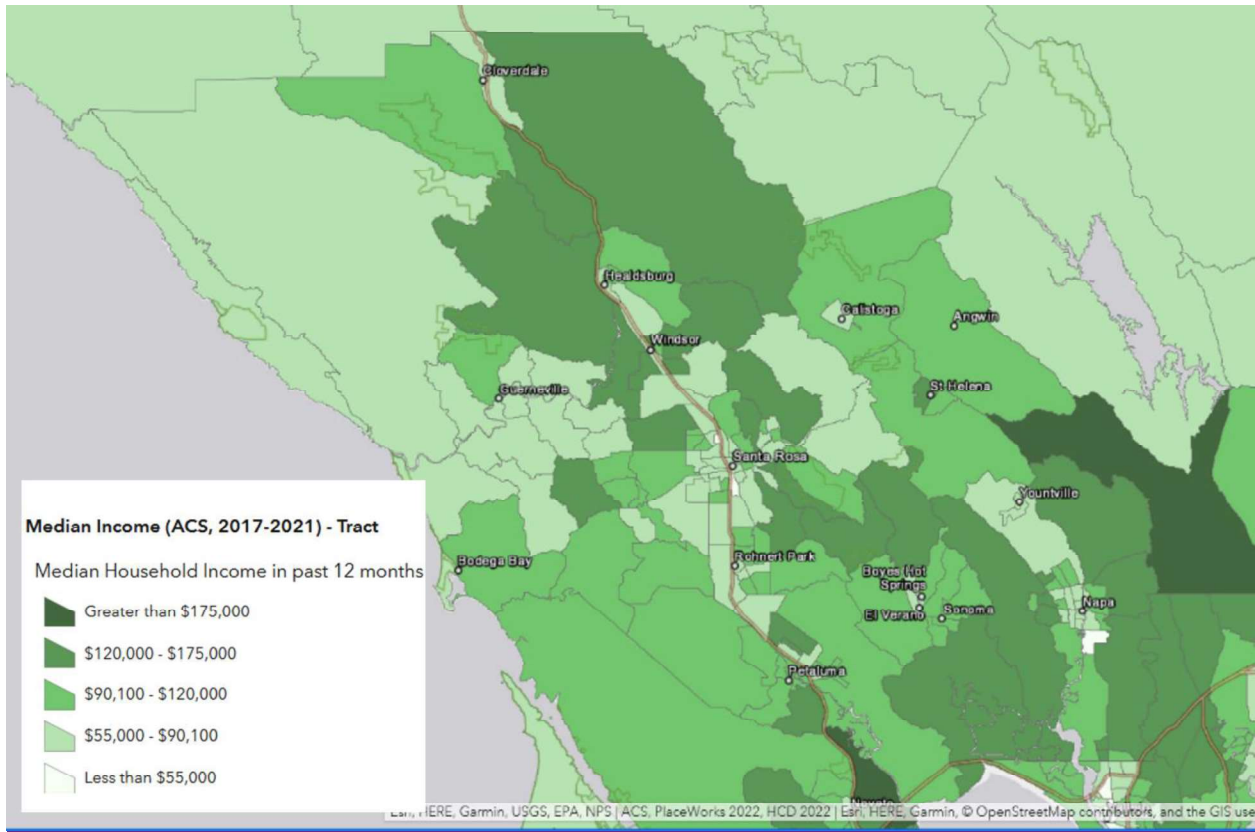 Cloverdale
Healdsburg
Calistoga
Angwin
Windsor
St Helena
Guerneville
Santa Rosa
Yountville
Median Income (ACS, 2017-2021) - Tract
Median Household Income in past 12 months
Greater than $175,000
$120,000 - $175,000
$90,100 - $120,000
$55,000 - $90,100
Less than $55,000
Bodega Bay
Rohnert Park
Boyes Hot
Springs
El Verano
Sonoma
Napa
Petaluma
Esri, HERE, Garmin, USGS, EPA, NPS | ACS, PlaceWorks 2022, HCD 2022 | Esri, HERE, Garmin, © OpenStreetMap contributors, and the GIS use